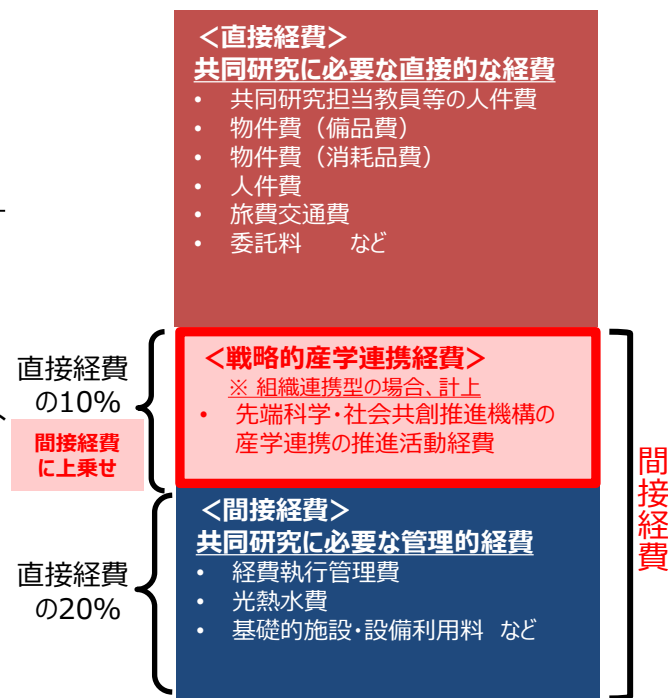 ＜直接経費＞
共同研究に必要な直接的な経費
• 共同研究担当教員等の人件費
• 物件費（備品費）
• 物件費（消耗品費）
• 人件費
• 旅費交通費
• 委託料　　など
直接経費
の10%
間接経費
に上乗せ
＜戦略的産学連携経費＞
※ 組織連携型の場合、計上
• 先端科学・社会共創推進機構の
産学連携の推進活動経費
直接経費
の20%
＜間接経費＞
共同研究に必要な管理的経費
• 経費執行管理費
• 光熱水費
• 基礎的施設・設備利用料 など
間接経費